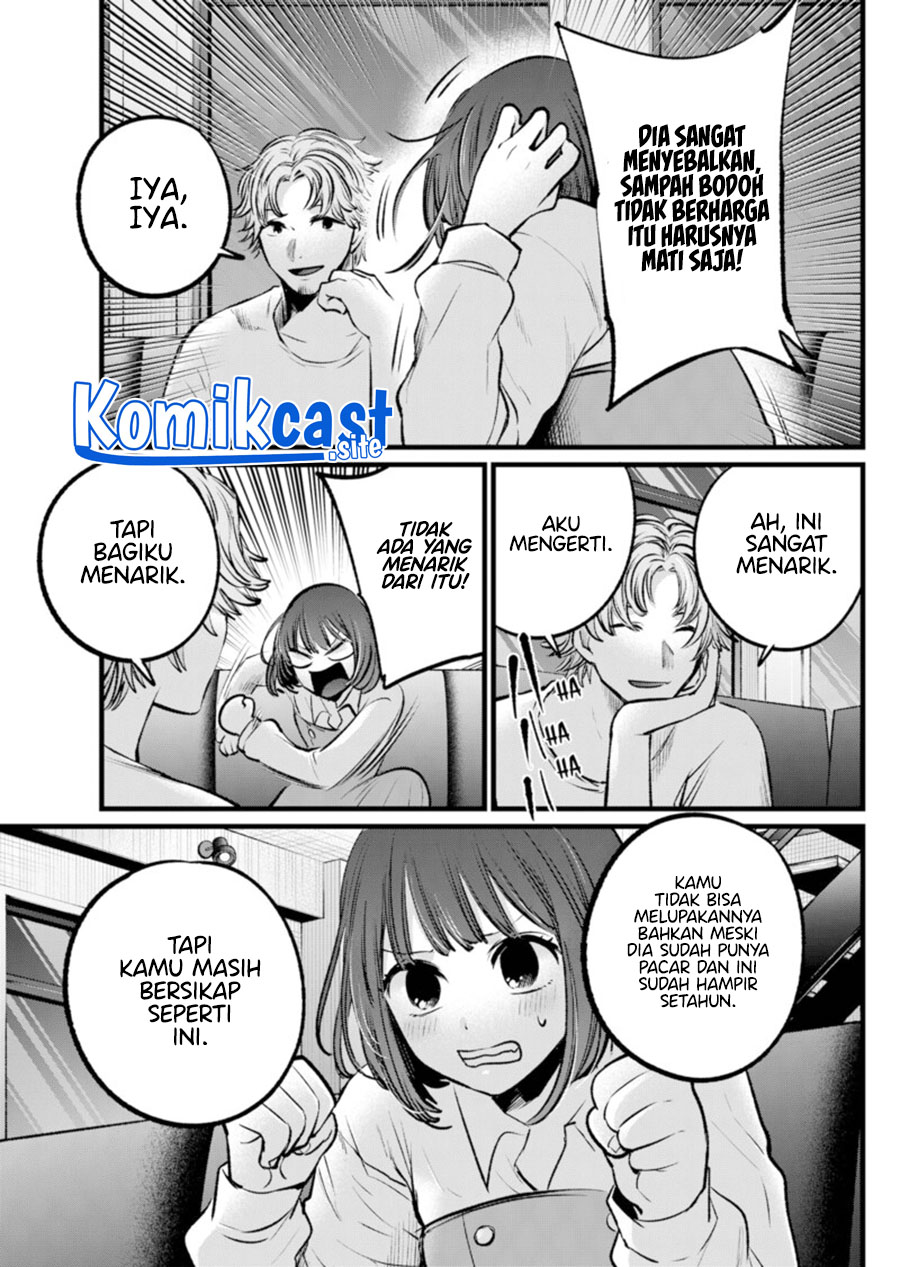 DIA SANGAT
MENYEBALKAN,
SAMPAH BODOH
TIDAK BERHARGA
ITU HARUSNYA
MATI SAJA!
IYA,
IYA.
Komikcast
.site
AH, INI
SANGAT
MENARIK.
AKU
MENGERTI.
HA
HA
HA
TIDAK
ADA YANG
MENARIK
DARI ITU!
TAPI
BAGIKU
MENARIK.
KAMU
TIDAK BISA
MELUPAKANNYA
BAHKAN MESKI
DIA SUDAH PUNYA
PACAR DAN INI
SUDAH HAMPIR
SETAHUN.
TAPI
KAMU MASIH
BERSIKAP
SEPERTI
INI.